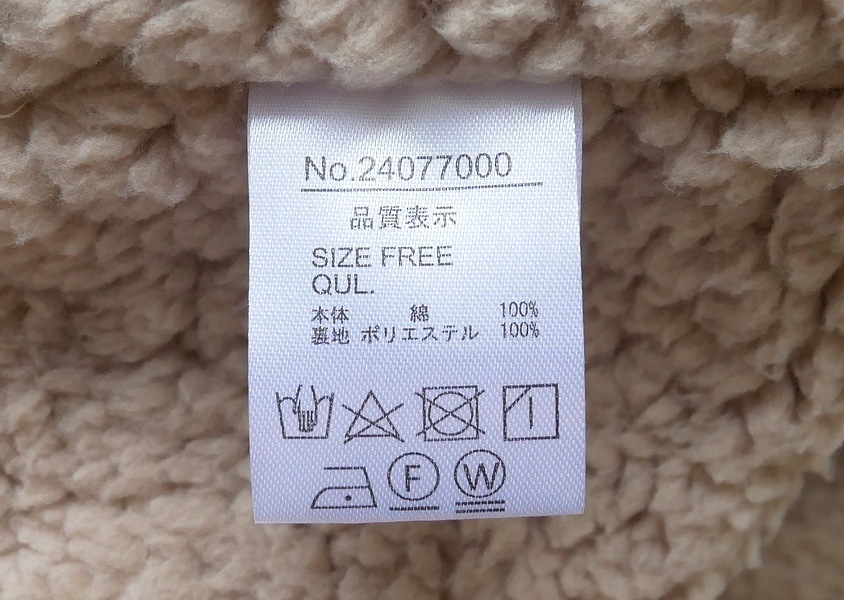 No.24077000
品質表示
SIZE FREE
QUL.
本体 綿 100%
裏地 ポリエステル 100%
F W